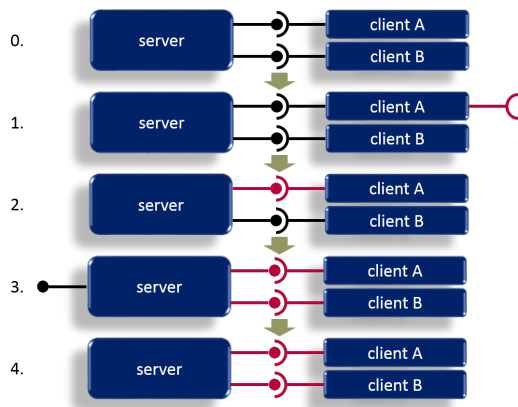 0.
server
client A
client B
1.
server
client A
client B
2.
server
client A
client B
3.
server
client A
client B
4.
server
client A
client B